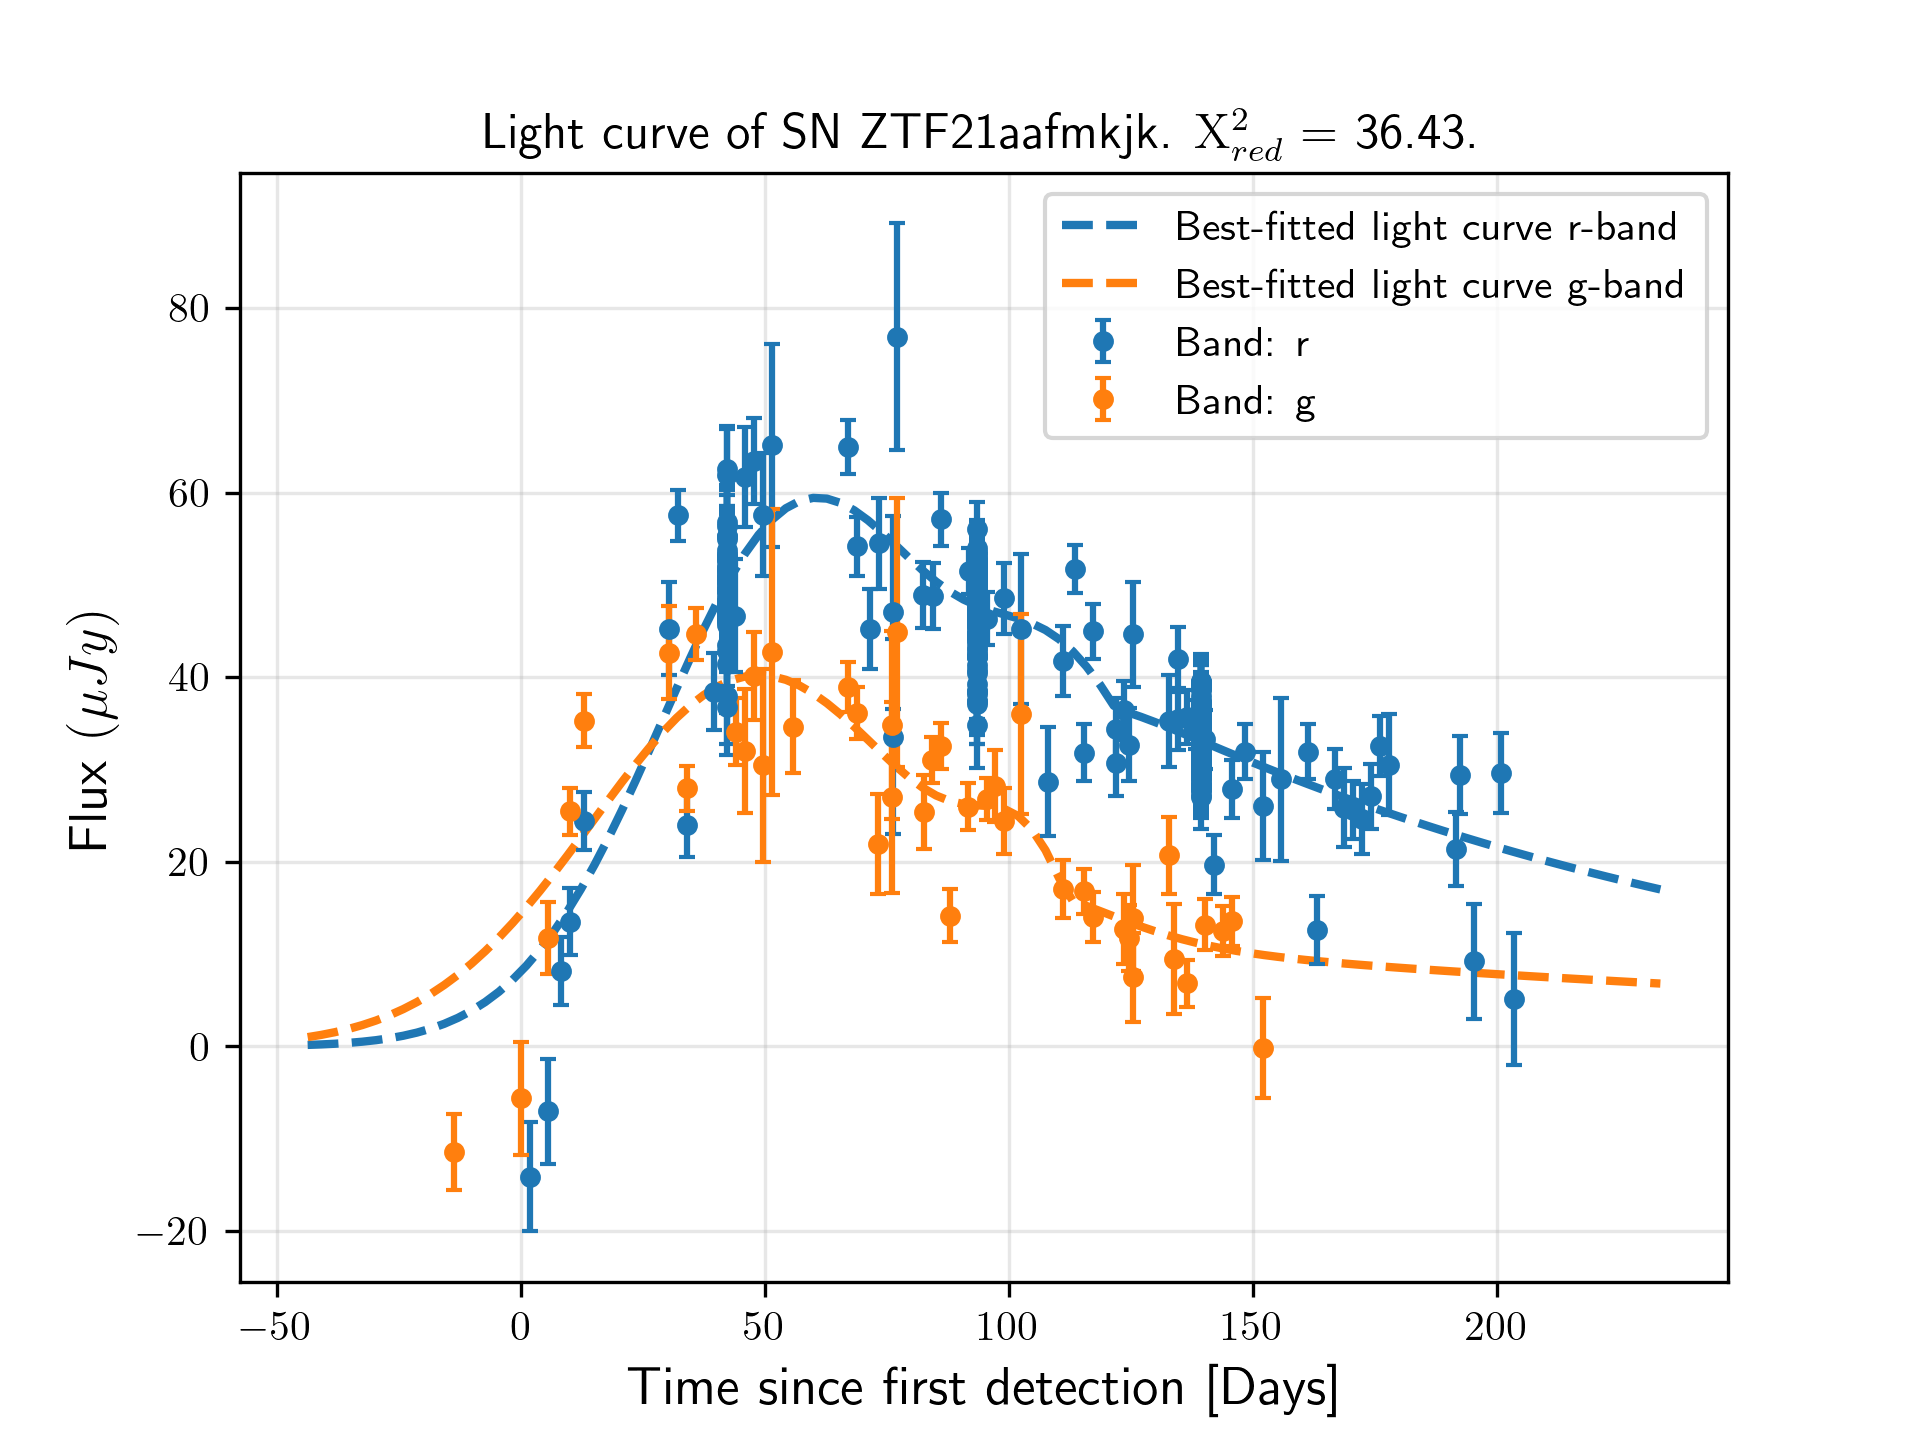 Light curve of SN ZTF21aafmkjk. X²_red = 36.43.
Best-fitted light curve r-band
Best-fitted light curve g-band
Band: r
Band: g
80
60
40
20
0
−20
Flux (μJy)
−50 0 50 100 150 200
Time since first detection [Days]